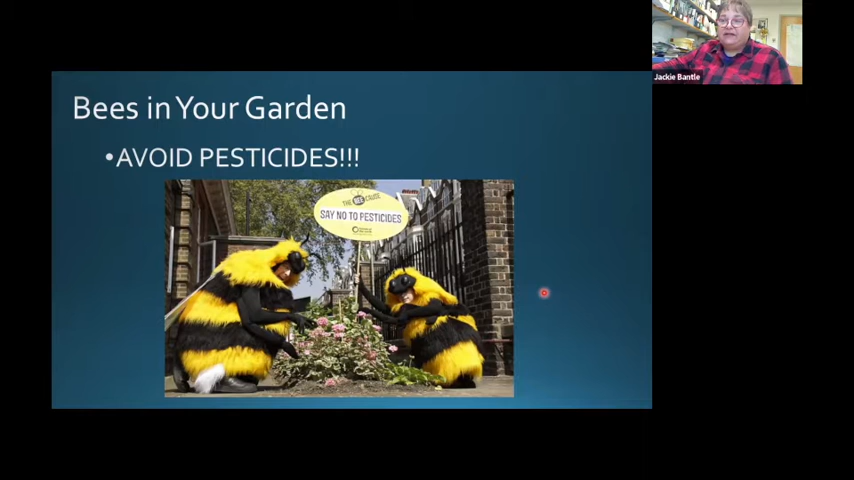 Jackie Bantle
Bees in Your Garden
•AVOID PESTICIDES!!!
THE BEE CAUSE
SAY NO TO PESTICIDES